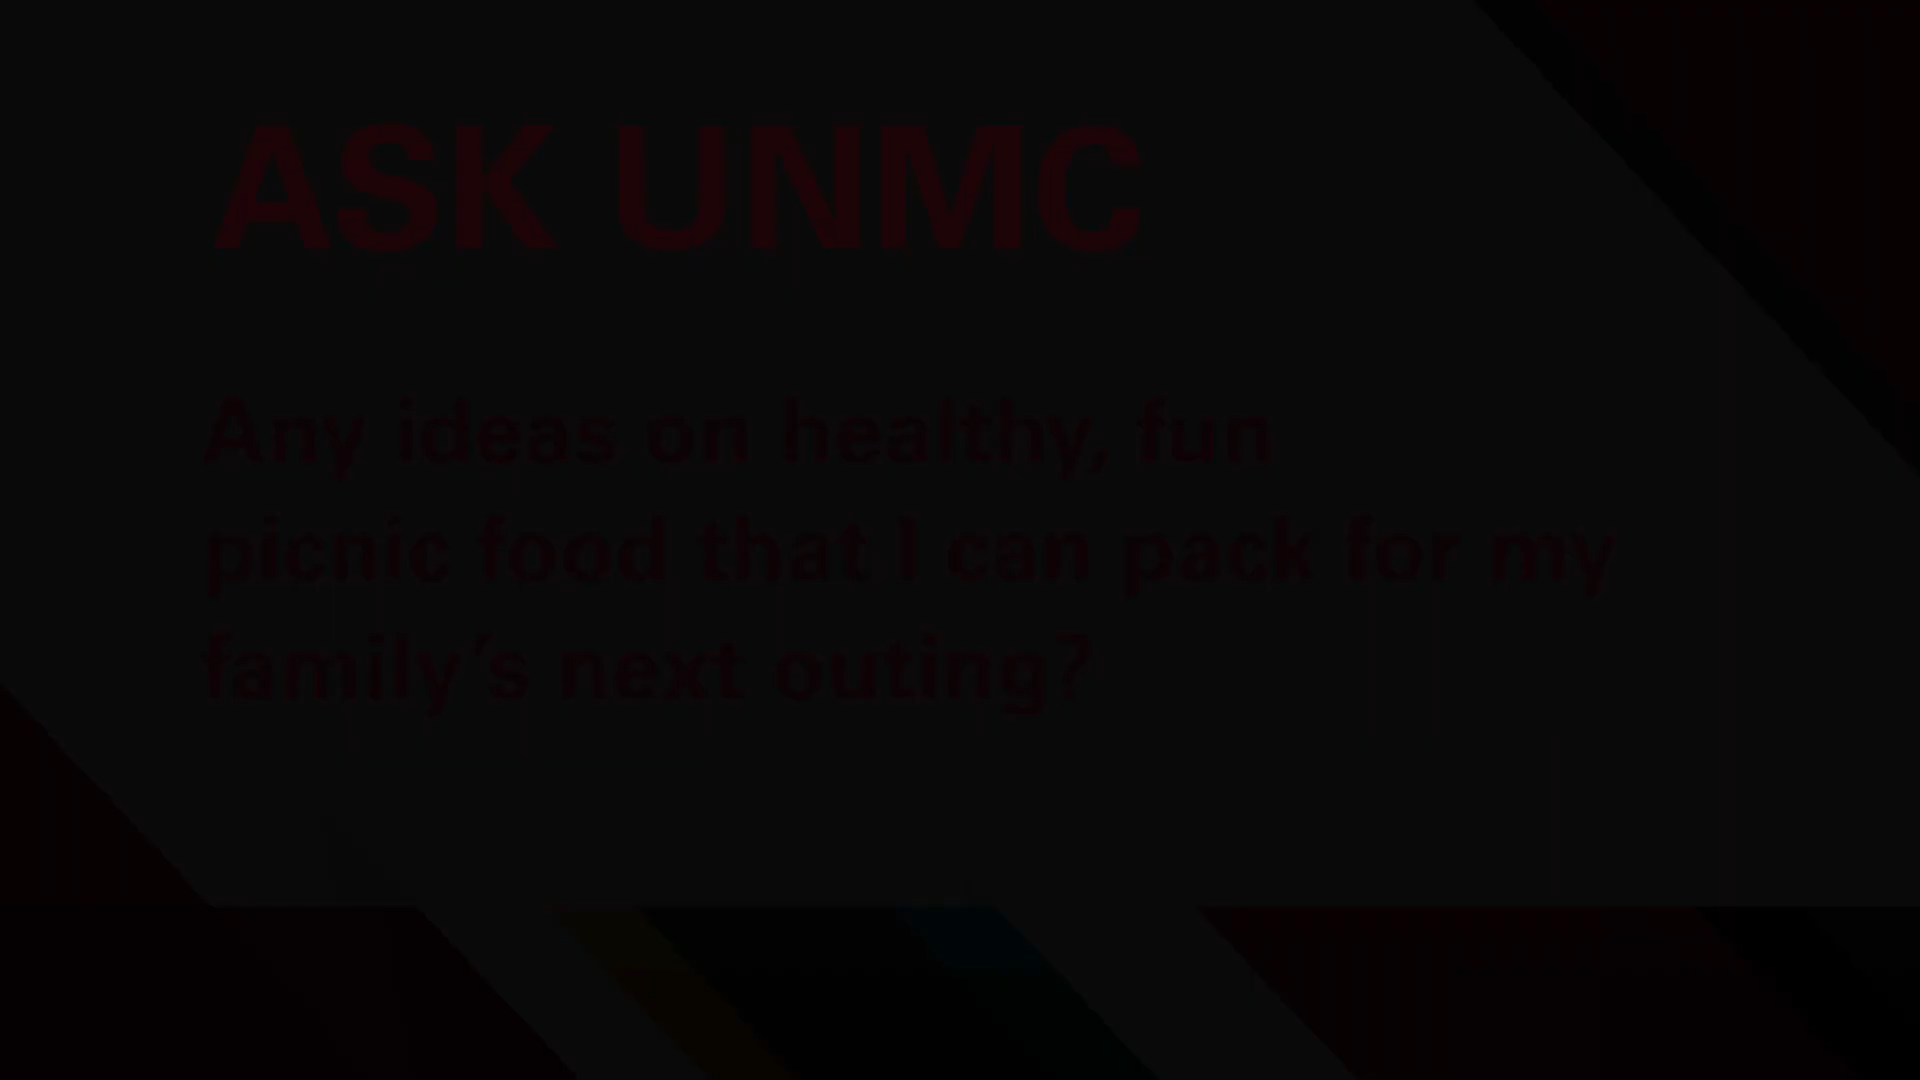 ASK UNMC
Any ideas on healthy, fun
picnic food that I can pack for my
family's next outing?